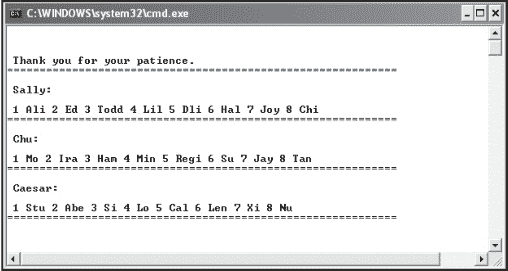 C:\WINDOWS\system32\cmd.exe
Thank you for your patience.
==========================================================
Sally:
1 Ali 2 Ed 3 Todd 4 Lil 5 Dli 6 Hal 7 Joy 8 Chi
==========================================================
Chu:
1 Mo 2 Ira 3 Ham 4 Min 5 Regi 6 Su 7 Jay 8 Tan
==========================================================
Caesar:
1 Stu 2 Abe 3 Si 4 Lo 5 Cal 6 Len 7 Xi 8 Nu
==========================================================